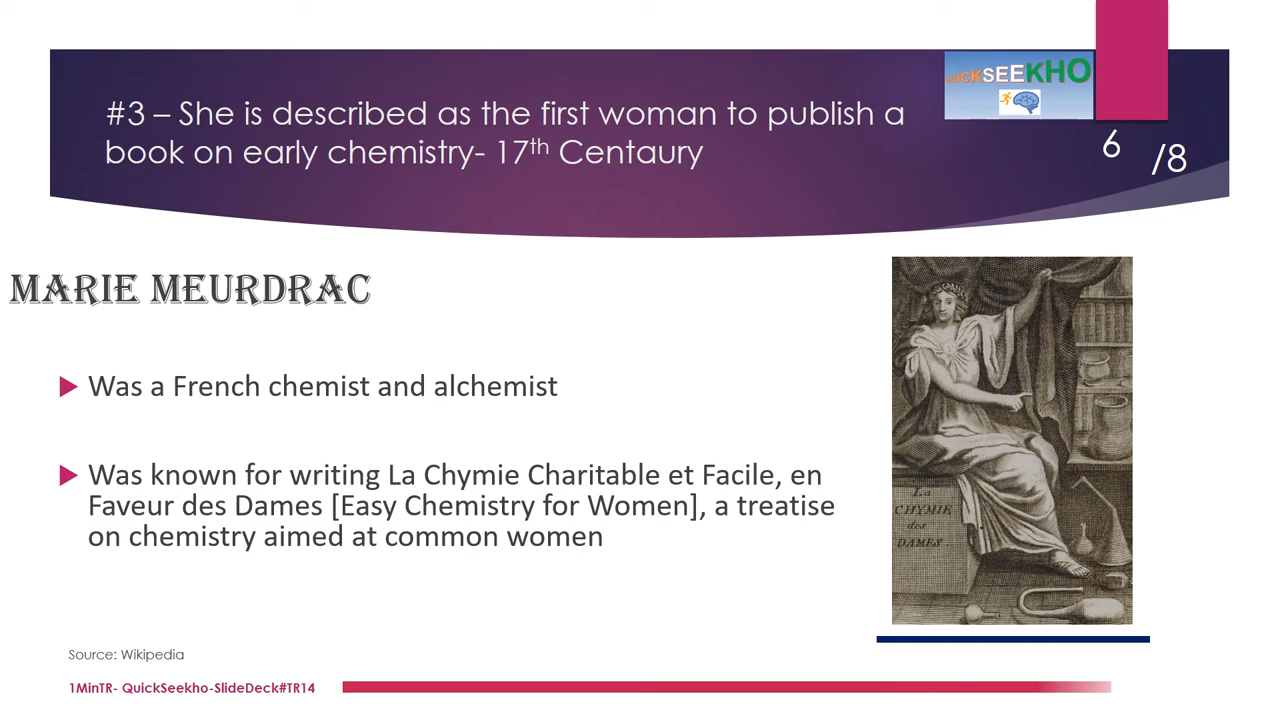 #3 – She is described as the first woman to publish a
book on early chemistry- 17th Centaury
QUICKSEEKHO
6 /8
MARIE MEURDRAC
Was a French chemist and alchemist
Was known for writing La Chymie Charitable et Facile, en
Faveur des Dames [Easy Chemistry for Women], a treatise
on chemistry aimed at common women
La
CHYMIE
des
DAMES.
Source: Wikipedia
1MinTR- QuickSeekho-SlideDeck#TR14